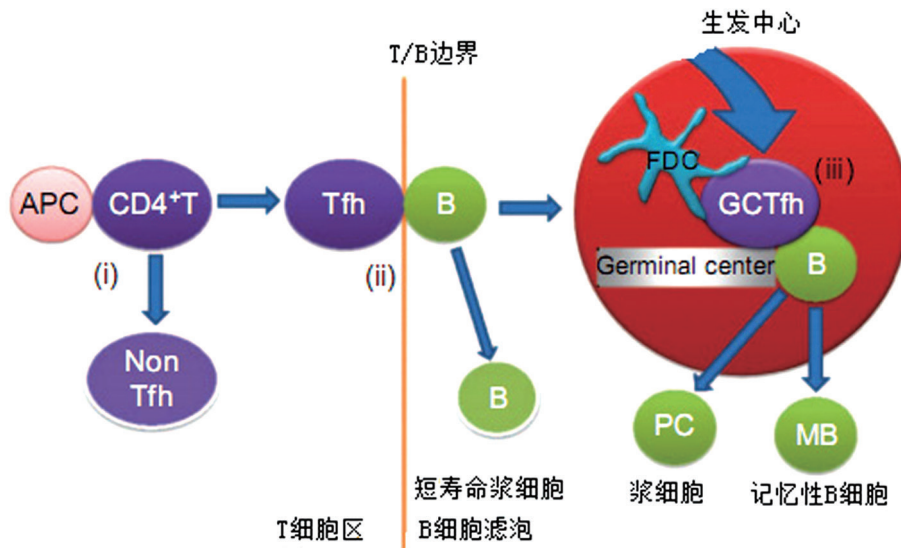 生发中心
T/B边界
FDC
(iii)
APC
CD4⁺T
Tfh
B
GCTfh
(i)
(ii)
Germinal center
B
Non
Tfh
B
PC
MB
短寿命浆细胞
浆细胞
记忆性B细胞
T细胞区
B细胞滤泡